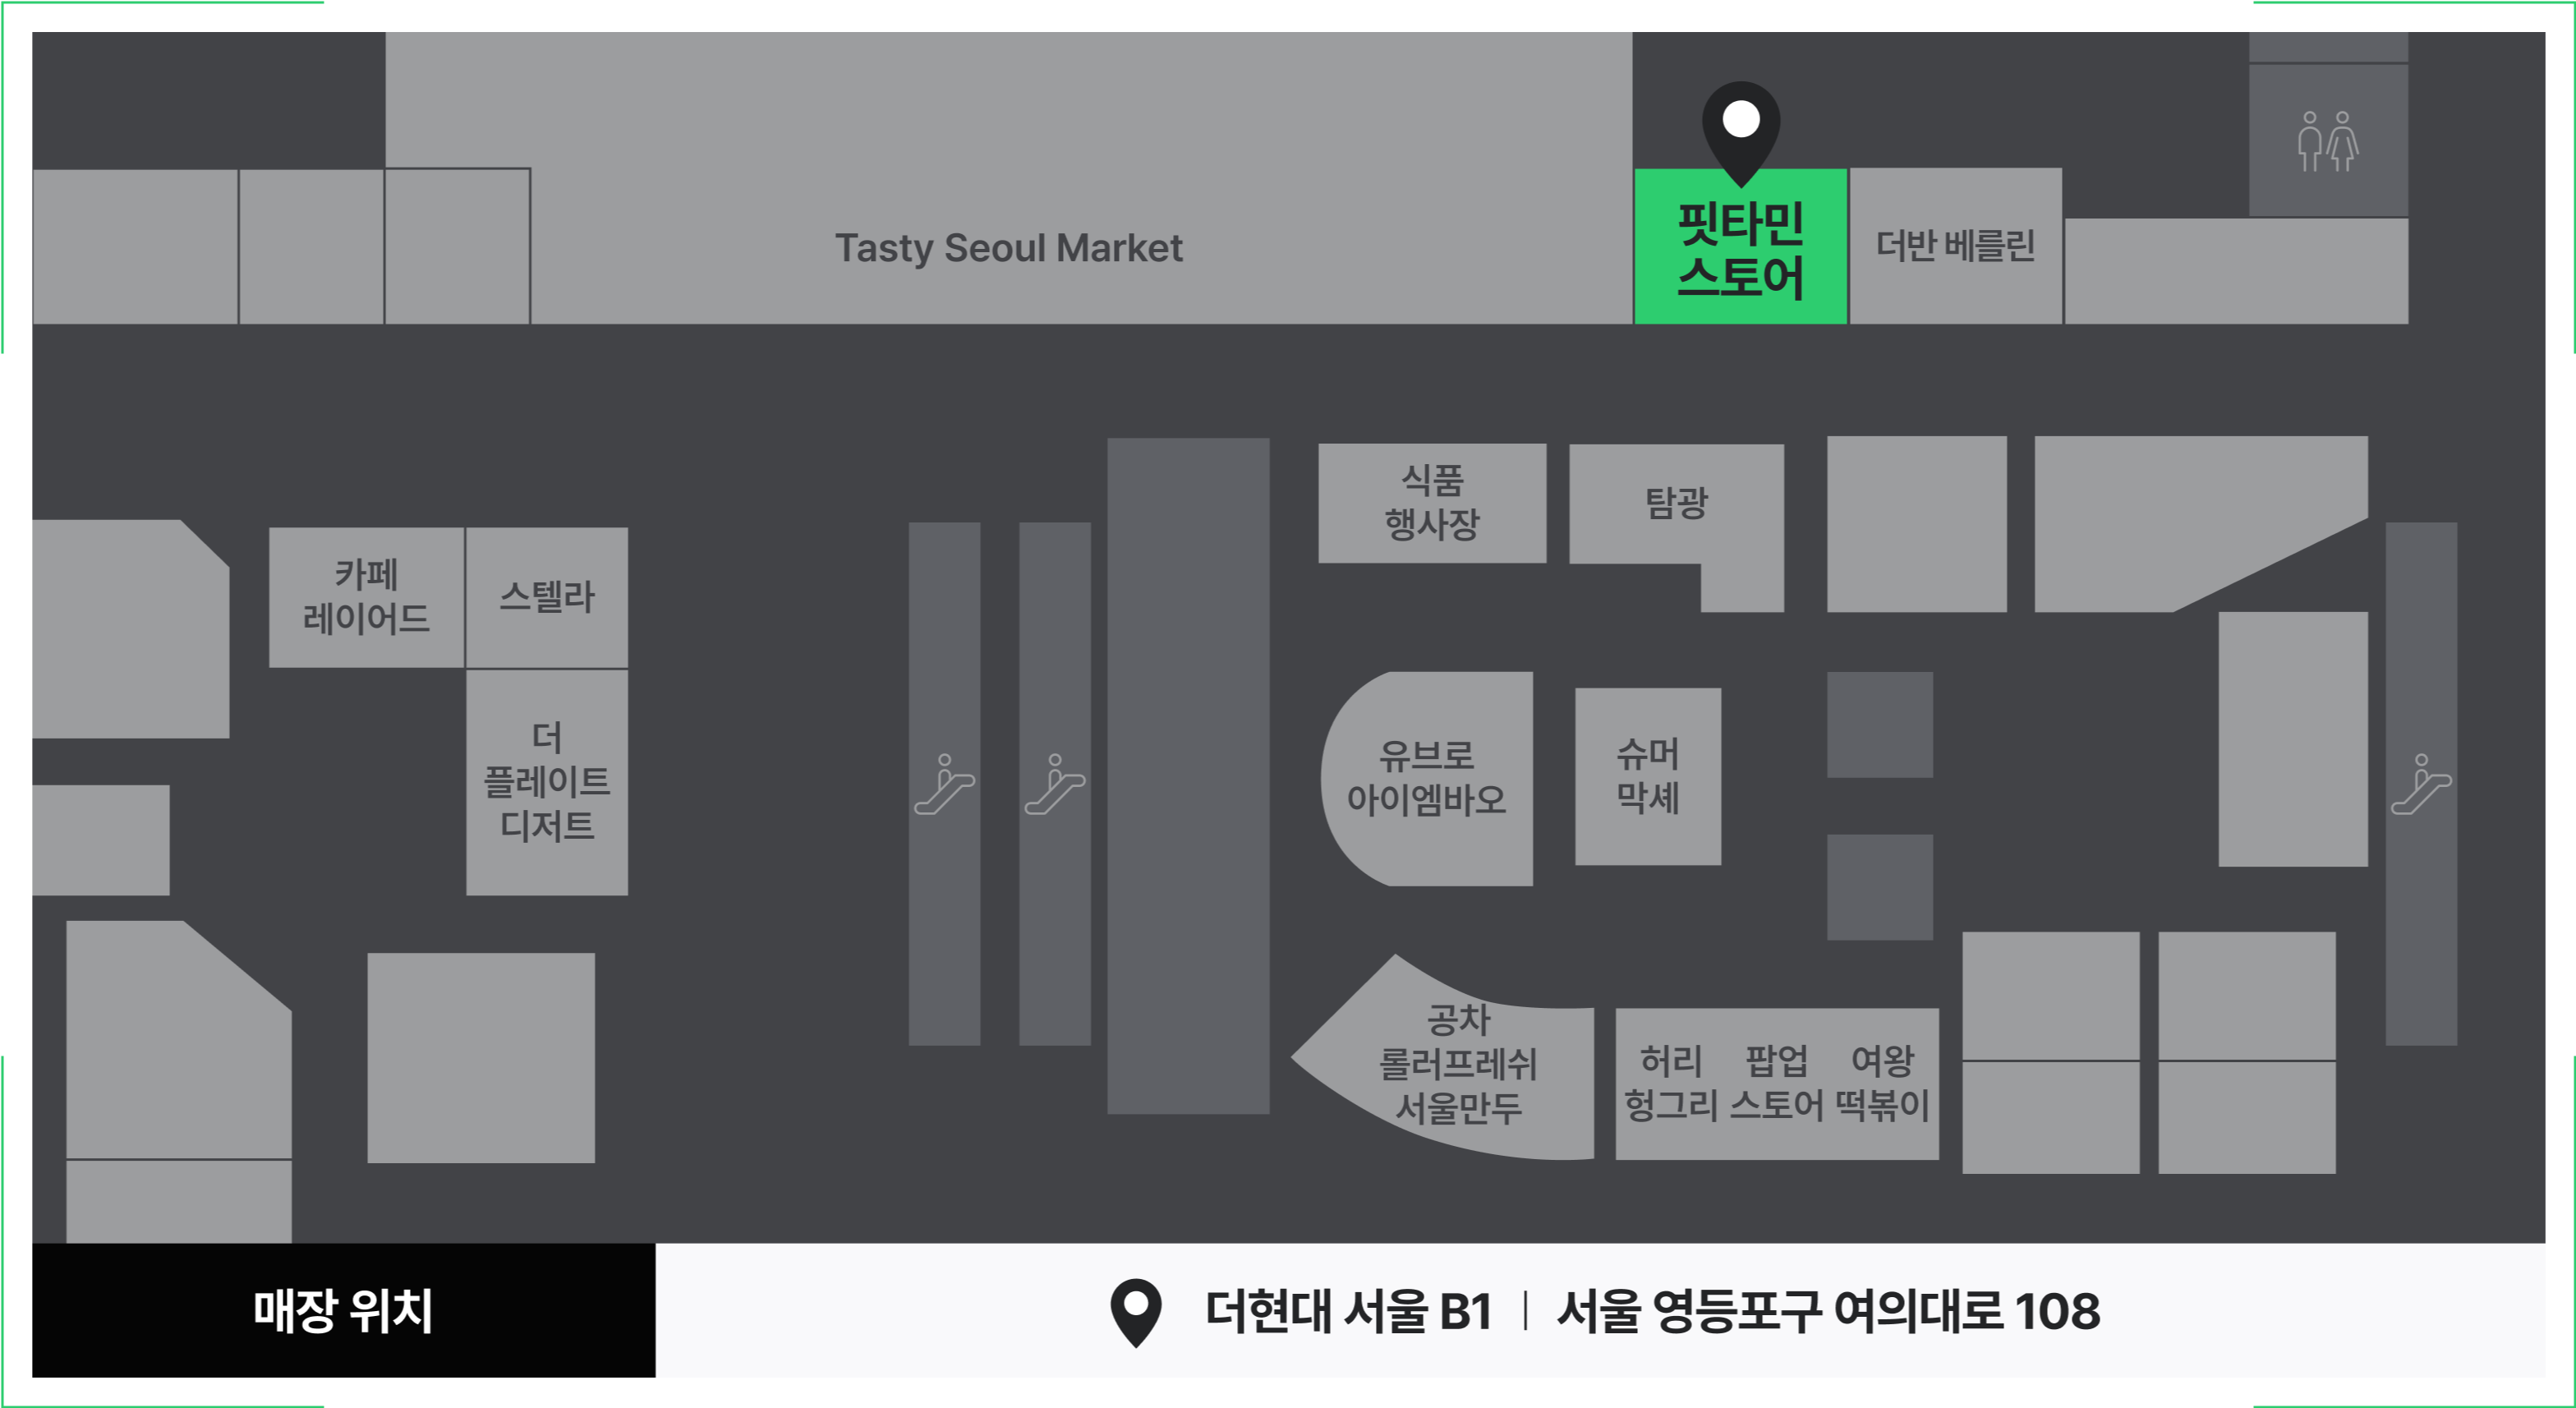 Tasty Seoul Market
핏타민
스토어
더반 베를린
식품
행사장
탐광
카페
레이어드
스텔라
더
플레이트
디저트
유브로
아이엠바오
슈머
막셰
공차
롤러프레쉬
서울만두
허리
헝그리
팝업
스토어
여왕
떡볶이
매장 위치
더현대 서울 B1 | 서울 영등포구 여의대로 108